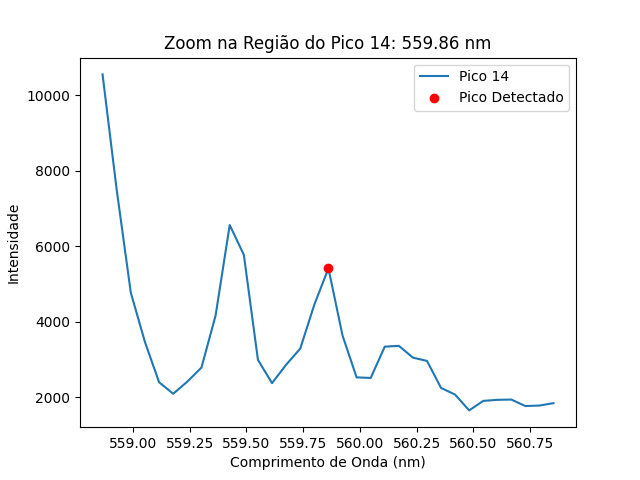 Zoom na Região do Pico 14: 559.86 nm
Pico 14
Pico Detectado
Intensidade
10000
8000
6000
4000
2000
559.00 559.25 559.50 559.75 560.00 560.25 560.50 560.75
Comprimento de Onda (nm)